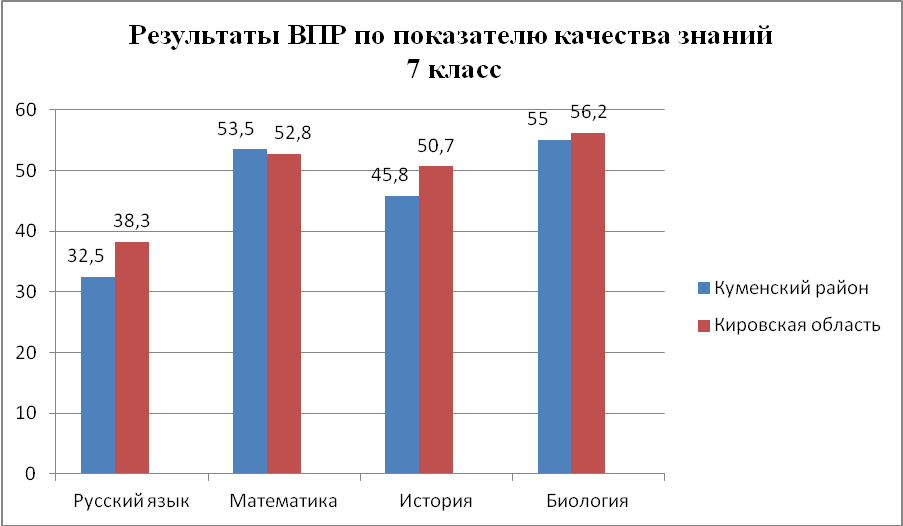 Результаты ВПР по показателю качества знаний
7 класс
60
50
40
30
20
10
0
32,5
38,3
53,5
52,8
45,8
50,7
55
56,2
Русский язык
Математика
История
Биология
Куменский район
Кировская область